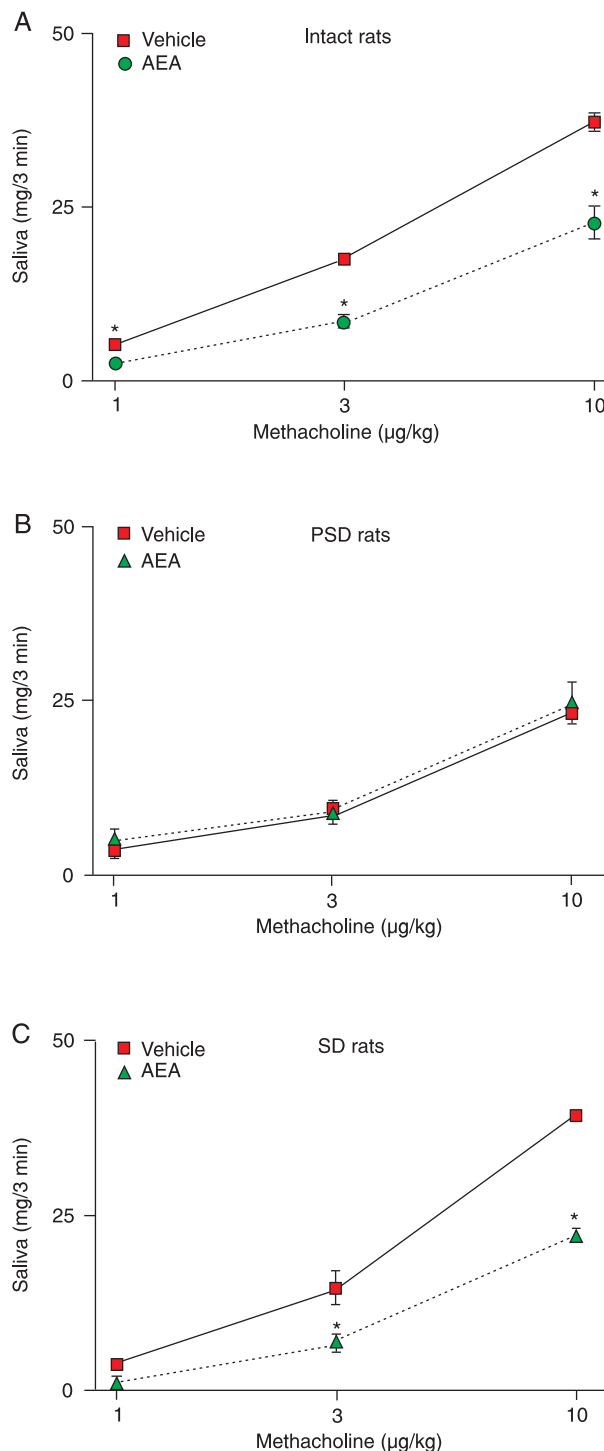 A
50
Intact rats
Vehicle
AEA
Saliva (mg/3 min)
25
0
*
*
*
1
3
10
Methacholine (µg/kg)
B
50
PSD rats
Vehicle
AEA
Saliva (mg/3 min)
25
0
1
3
10
Methacholine (µg/kg)
C
50
SD rats
Vehicle
AEA
Saliva (mg/3 min)
25
0
*
*
1
3
10
Methacholine (µg/kg)